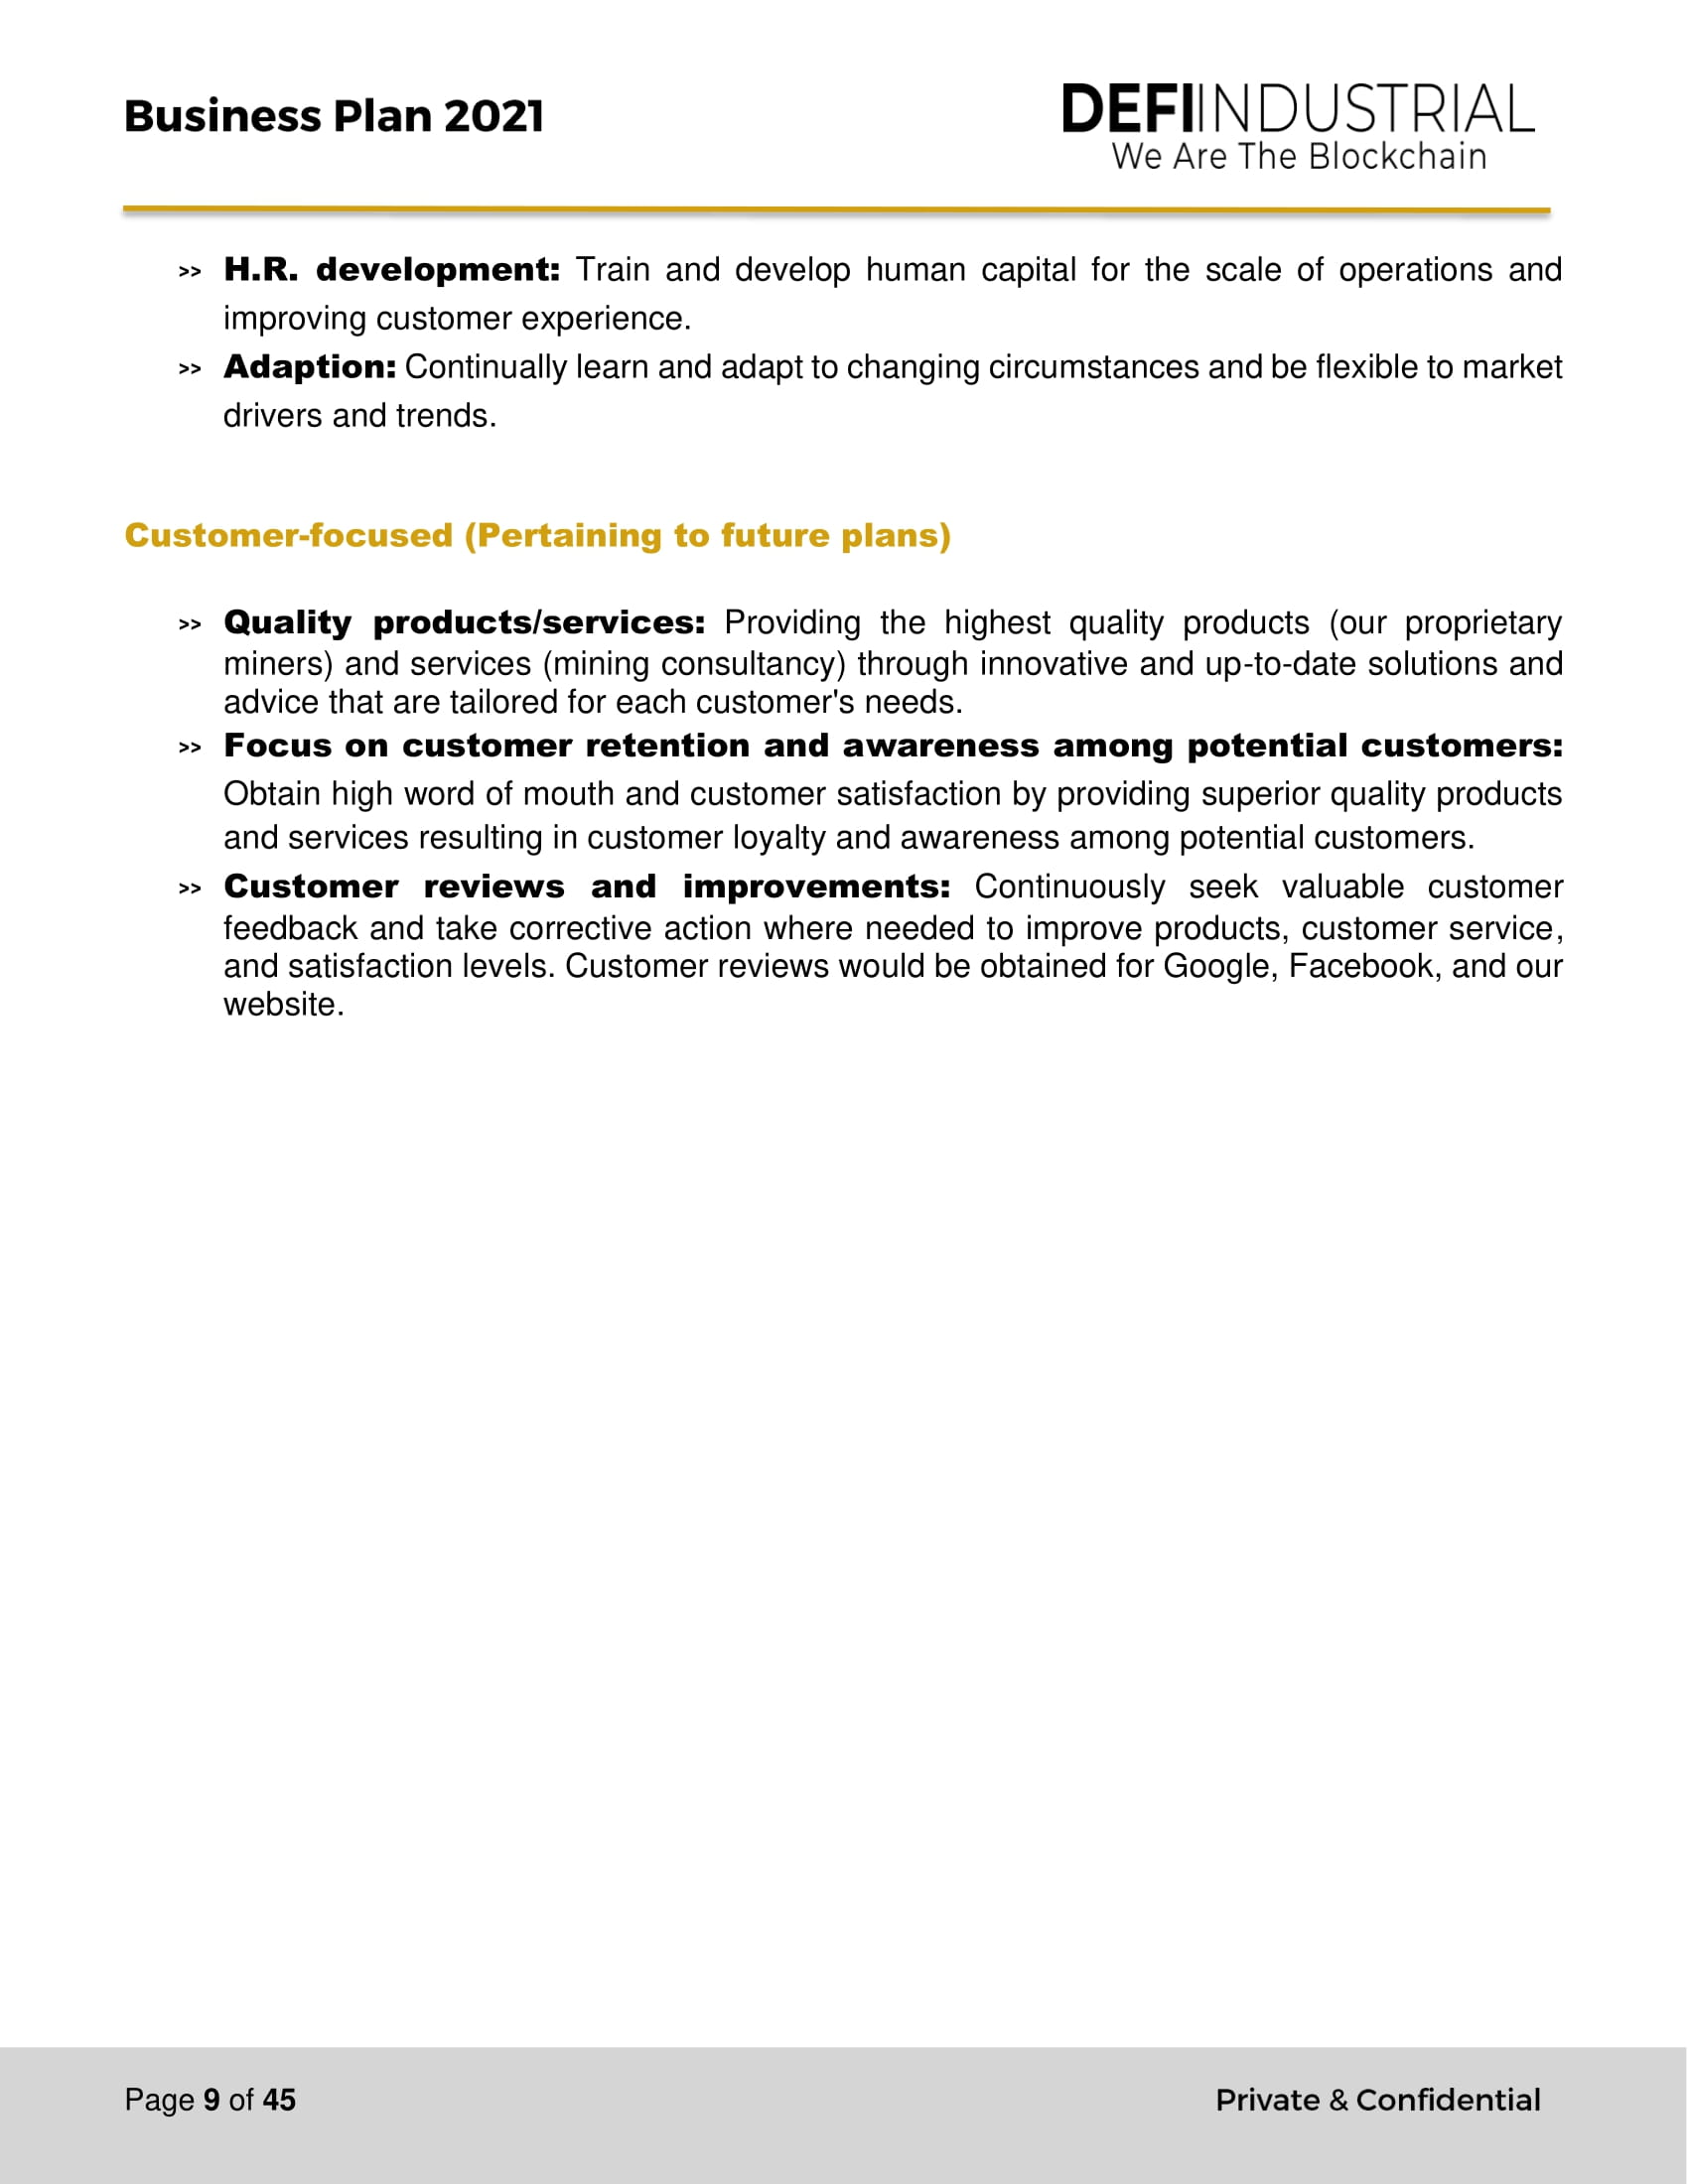 Business Plan 2021
DEFIINDUSTRIAL
We Are The Blockchain
>> H.R. development: Train and develop human capital for the scale of operations and
improving customer experience.
>> Adaption: Continually learn and adapt to changing circumstances and be flexible to market
drivers and trends.
Customer-focused (Pertaining to future plans)
>> Quality products/services: Providing the highest quality products (our proprietary
miners) and services (mining consultancy) through innovative and up-to-date solutions and
advice that are tailored for each customer's needs.
>> Focus on customer retention and awareness among potential customers:
Obtain high word of mouth and customer satisfaction by providing superior quality products
and services resulting in customer loyalty and awareness among potential customers.
>> Customer reviews and improvements: Continuously seek valuable customer
feedback and take corrective action where needed to improve products, customer service,
and satisfaction levels. Customer reviews would be obtained for Google, Facebook, and our
website.
Page 9 of 45
Private & Confidential